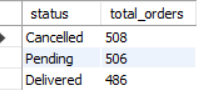 status total_orders
Cancelled 508
Pending 506
Delivered 486